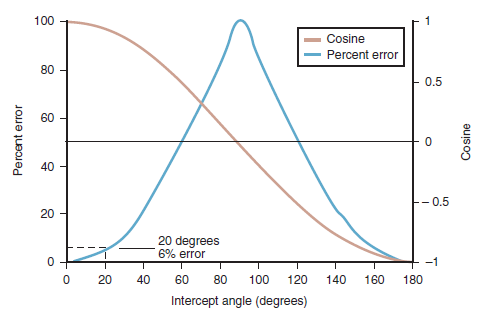 100
80
60
40
20
0
Percent error
1
0.5
0
-0.5
-1
Cosine
Cosine
Percent error
20 degrees
6% error
0 20 40 60 80 100 120 140 160 180
Intercept angle (degrees)